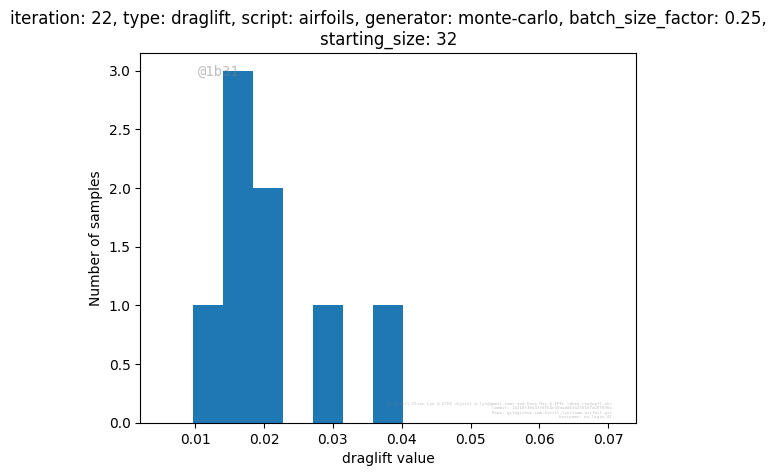 iteration: 22, type: draglift, script: airfoils, generator: monte-carlo, batch_size_factor: 0.25,
starting_size: 32
@1b31
3.0
2.5
2.0
1.5
1.0
0.5
0.0
Number of samples
0.01 0.02 0.03 0.04 0.05 0.06 0.07
draglift value